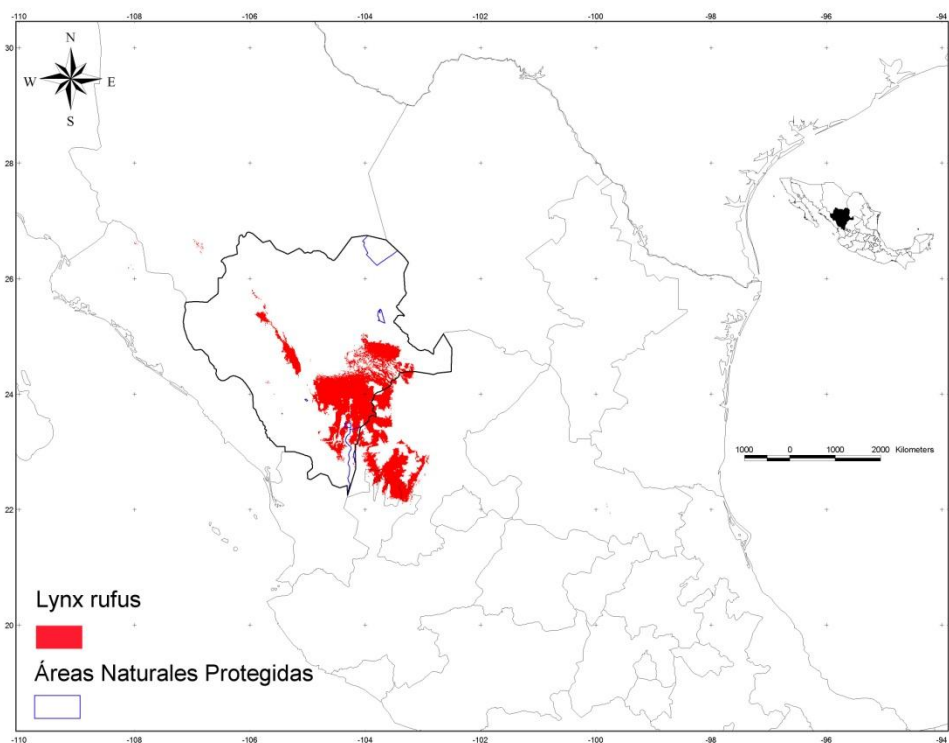 -110 -108 -106 -104 -102 -100 -98 -96 -94
30
28
26
24
22
20
N
W E
S
1000 0 1000 2000 Kilometers
Lynx rufus
Áreas Naturales Protegidas
-110 -108 -106 -104 -102 -100 -98 -96 -94